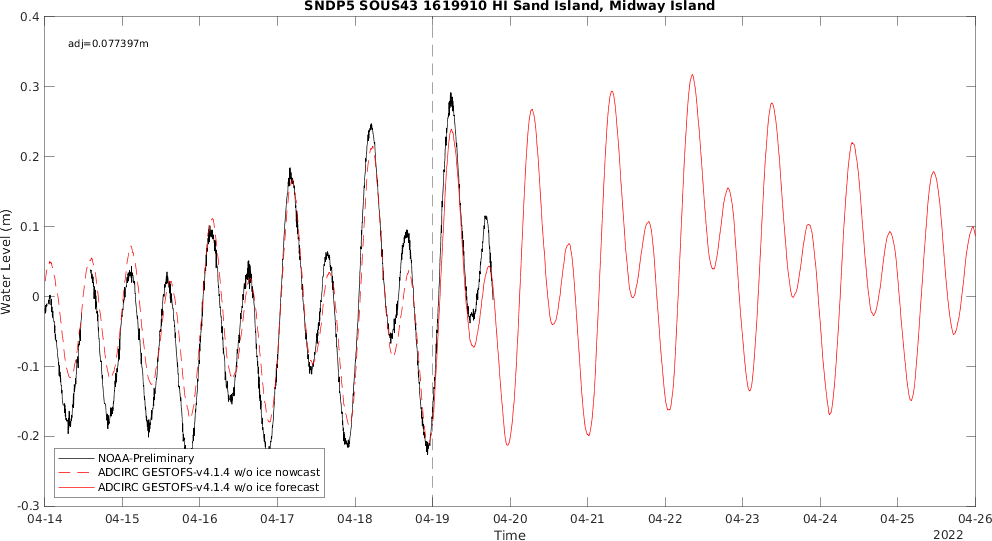 SNDP5 SOUS43 1619910 HI Sand Island, Midway Island
adj=0.077397m
Water Level (m)
0.4
0.3
0.2
0.1
0
-0.1
-0.2
-0.3
NOAA-Preliminary
ADCIRC GESTOFS-v4.1.4 w/o ice nowcast
ADCIRC GESTOFS-v4.1.4 w/o ice forecast
04-14 04-15 04-16 04-17 04-18 04-19 04-20 04-21 04-22 04-23 04-24 04-25 04-26
Time
2022